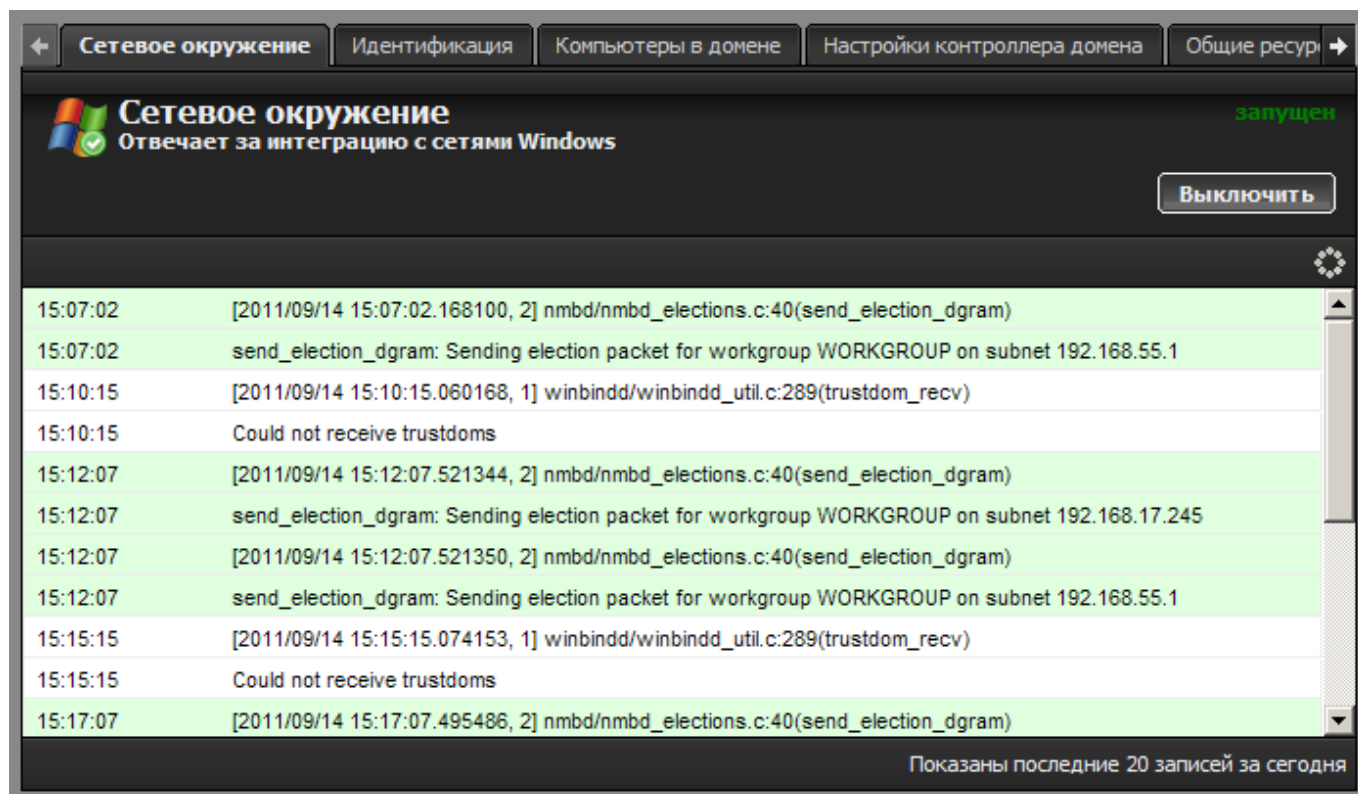 Сетевое окружение Идентификация Компьютеры в домене Настройки контроллера домена Общие ресур
Сетевое окружение
запущен
Отвечает за интеграцию с сетями Windows
Выключить
15:07:02 [2011/09/14 15:07:02.168100, 2] nmbd/nmbd_elections.c:40(send_election_dgram)
15:07:02 send_election_dgram: Sending election packet for workgroup WORKGROUP on subnet 192.168.55.1
15:10:15 [2011/09/14 15:10:15.060168, 1] winbindd/winbindd_util.c:289(trustdom_recv)
15:10:15 Could not receive trustdoms
15:12:07 [2011/09/14 15:12:07.521344, 2] nmbd/nmbd_elections.c:40(send_election_dgram)
15:12:07 send_election_dgram: Sending election packet for workgroup WORKGROUP on subnet 192.168.17.245
15:12:07 [2011/09/14 15:12:07.521350, 2] nmbd/nmbd_elections.c:40(send_election_dgram)
15:12:07 send_election_dgram: Sending election packet for workgroup WORKGROUP on subnet 192.168.55.1
15:15:15 [2011/09/14 15:15:15.074153, 1] winbindd/winbindd_util.c:289(trustdom_recv)
15:15:15 Could not receive trustdoms
15:17:07 [2011/09/14 15:17:07.495486, 2] nmbd/nmbd_elections.c:40(send_election_dgram)
Показаны последние 20 записей за сегодня